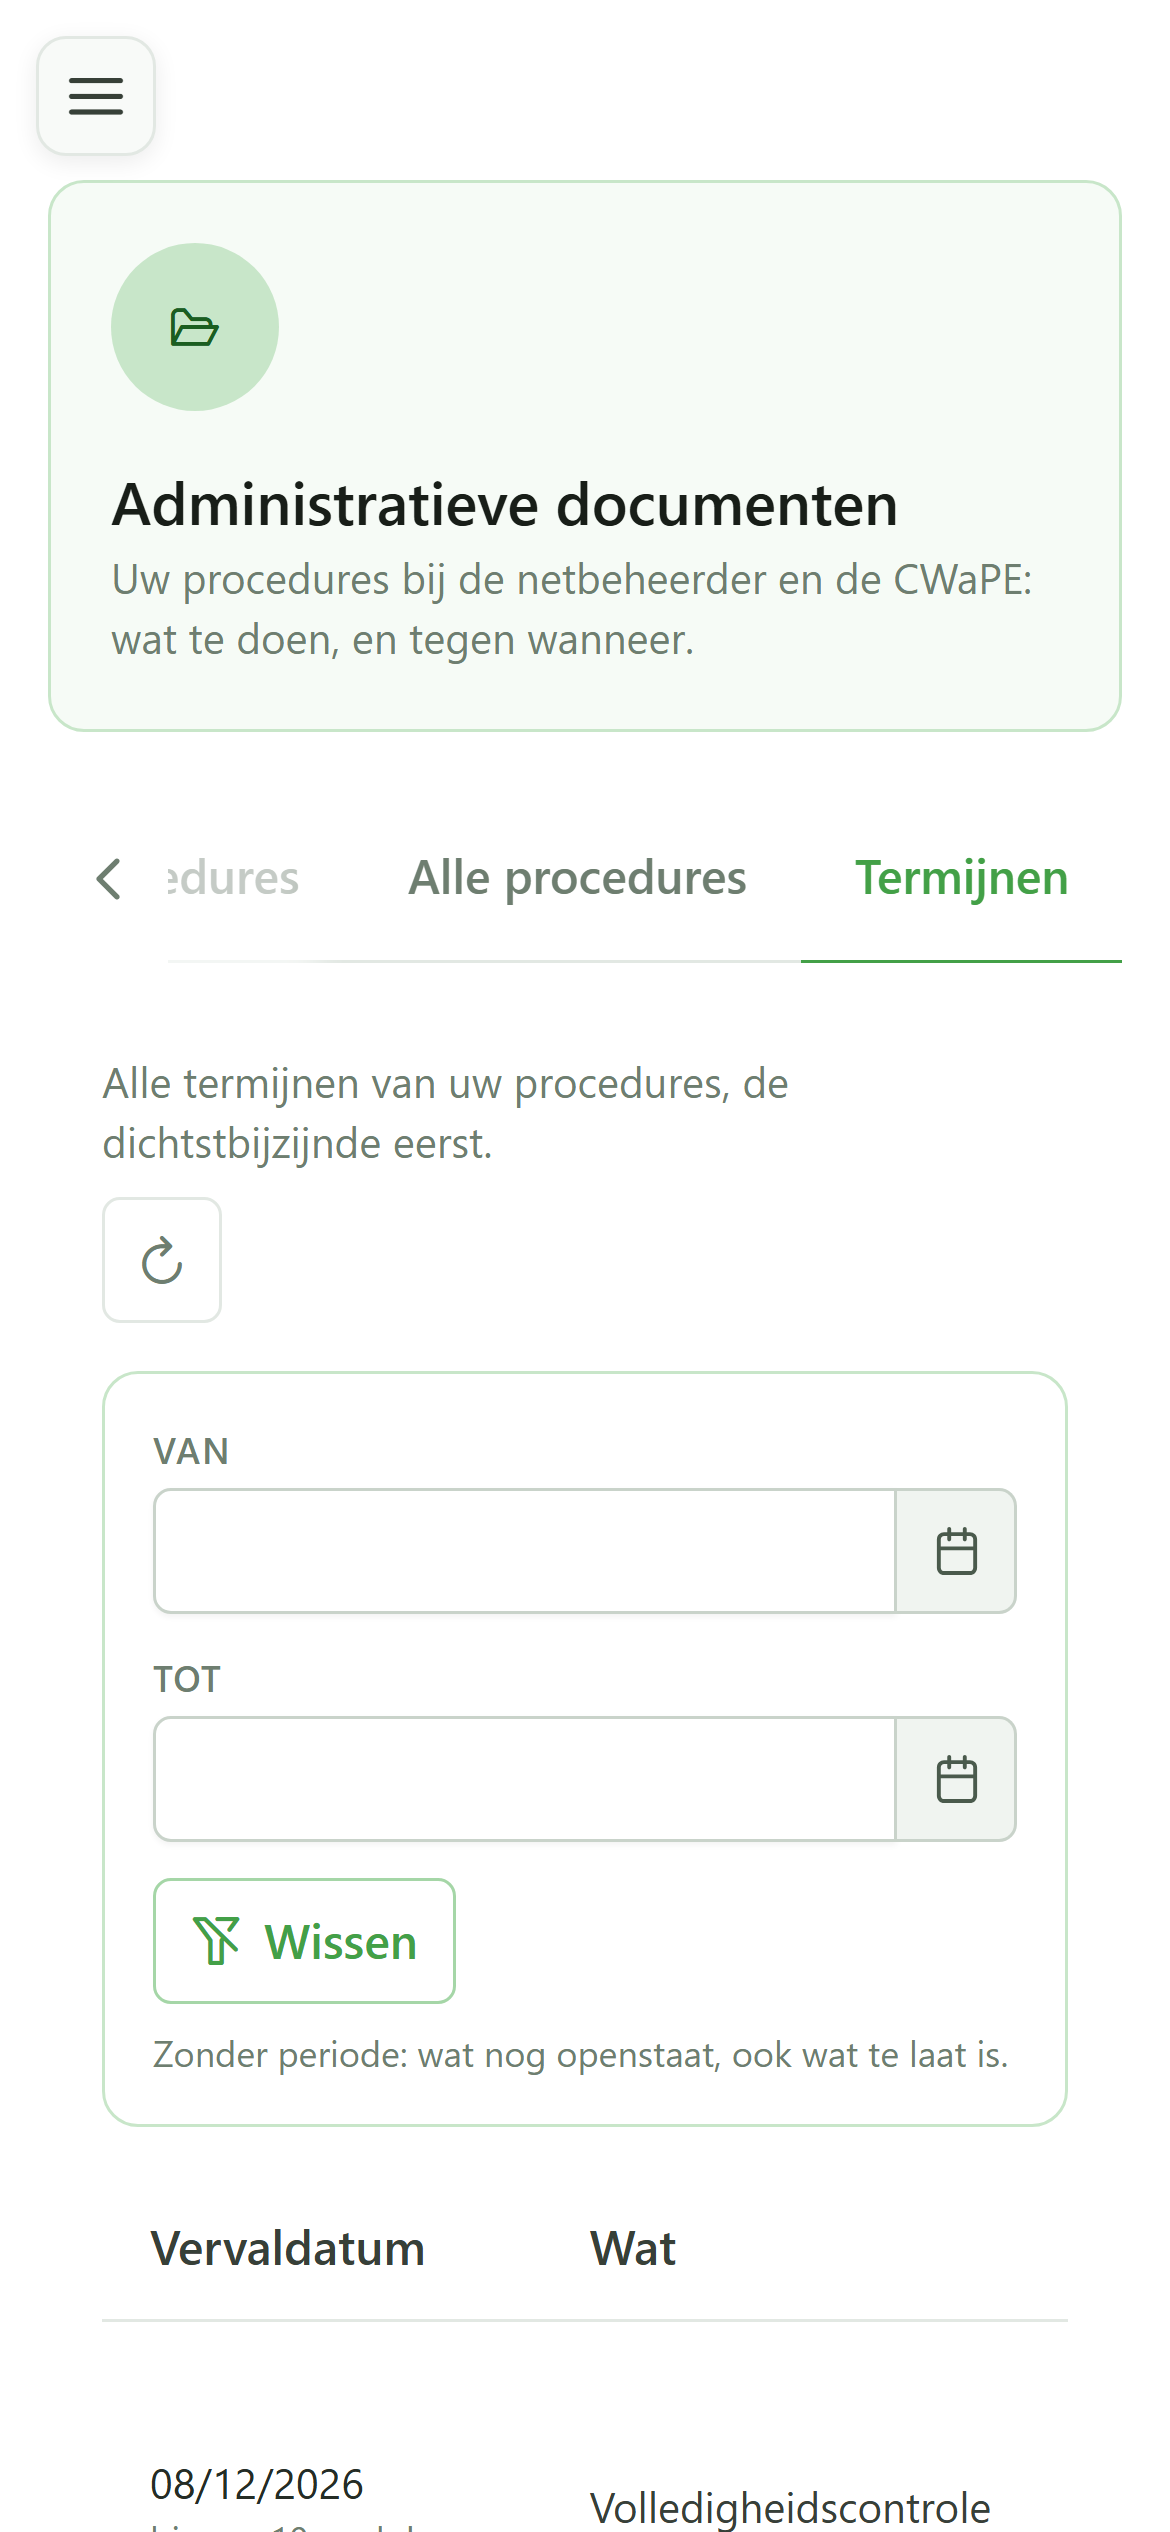 Administratieve documenten
Uw procedures bij de netbeheerder en de CWaPE:
wat te doen, en tegen wanneer.
edures Alle procedures Termijnen
Alle termijnen van uw procedures, de
dichtstbijzijnde eerst.
VAN
TOT
Wissen
Zonder periode: wat nog openstaat, ook wat te laat is.
Vervaldatum Wat
08/12/2026
Volledigheidscontrole